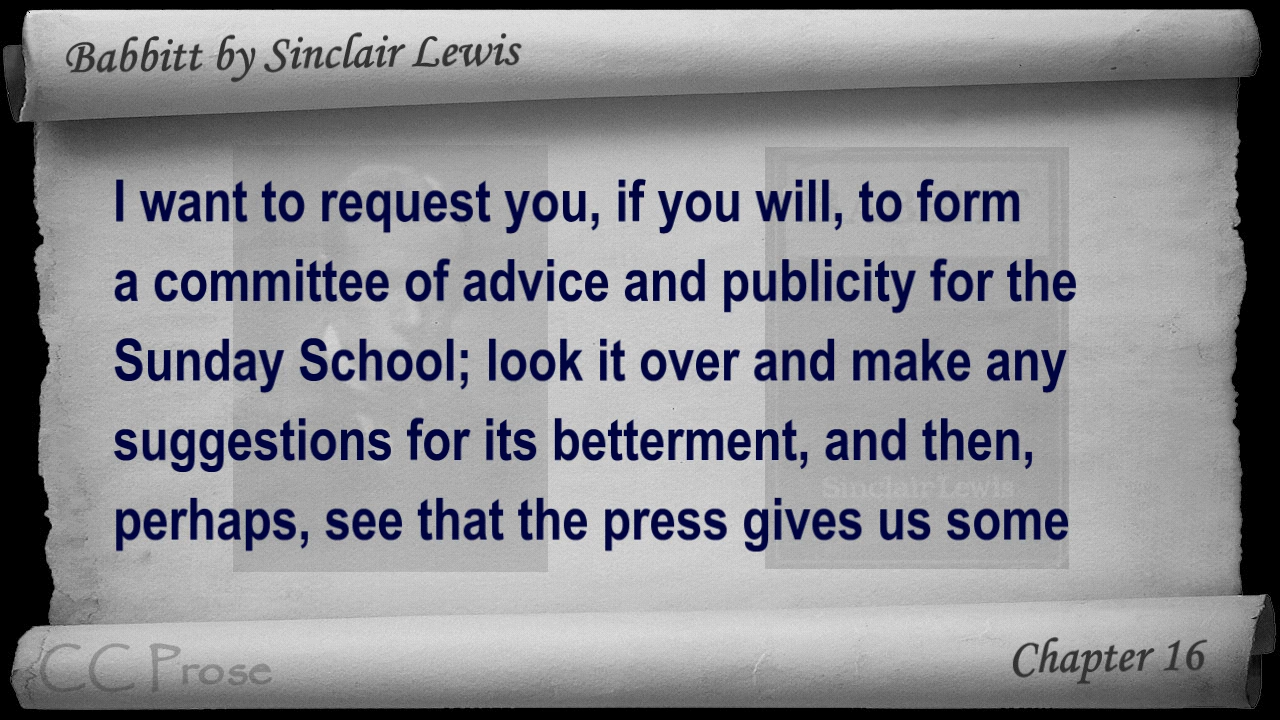 Babbitt by Sinclair Lewis
I want to request you, if you will, to form
a committee of advice and publicity for the
Sunday School; look it over and make any
suggestions for its betterment, and then,
Sinclair Lewis
perhaps, see that the press gives us some
CC Prose
Chapter 16